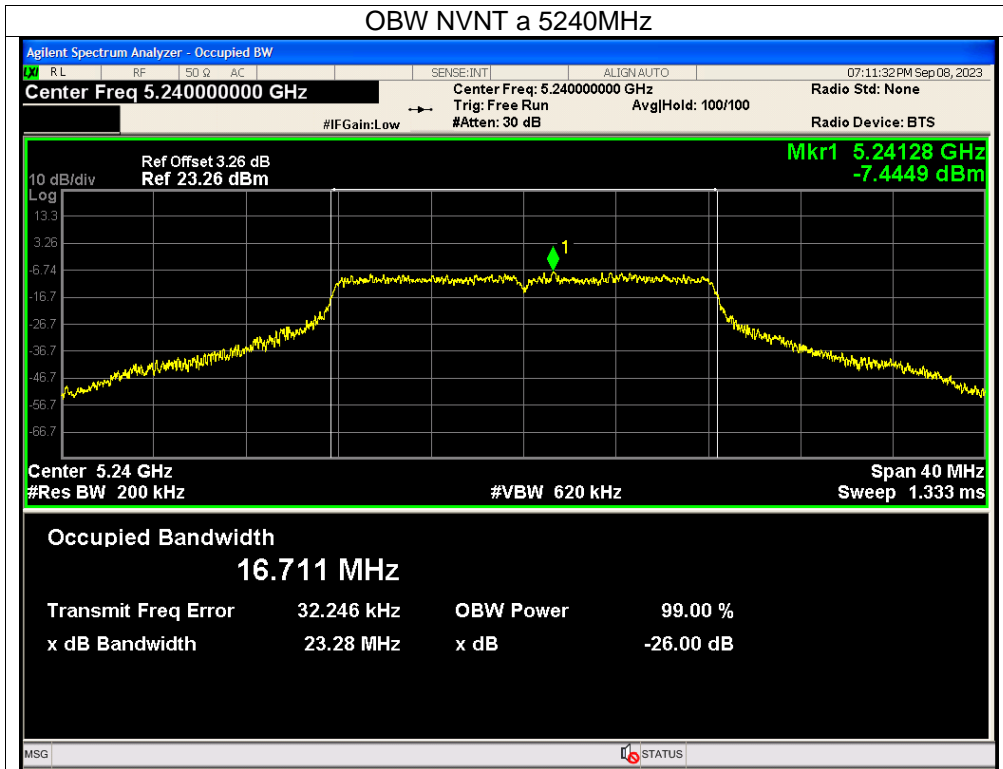 OBW NVNT a 5240MHz
Agilent Spectrum Analyzer - Occupied BW
LXI RL RF 50 Ω AC SENSE:INT ALIGN AUTO 07:11:32 PM Sep 08, 2023
Center Freq 5.240000000 GHz Center Freq: 5.240000000 GHz Radio Std: None
Trig: Free Run Avg|Hold: 100/100
#IFGain:Low #Atten: 30 dB Radio Device: BTS
Mkr1 5.24128 GHz
-7.4449 dBm
Ref Offset 3.26 dB
10 dB/div Ref 23.26 dBm
Log
13.3
3.26
1
-6.74
-16.7
-26.7
-36.7
-46.7
-56.7
-66.7
Center 5.24 GHz Span 40 MHz
#Res BW 200 kHz #VBW 620 kHz Sweep 1.333 ms
Occupied Bandwidth
16.711 MHz
Transmit Freq Error 32.246 kHz OBW Power 99.00 %
x dB Bandwidth 23.28 MHz x dB -26.00 dB
MSG STATUS